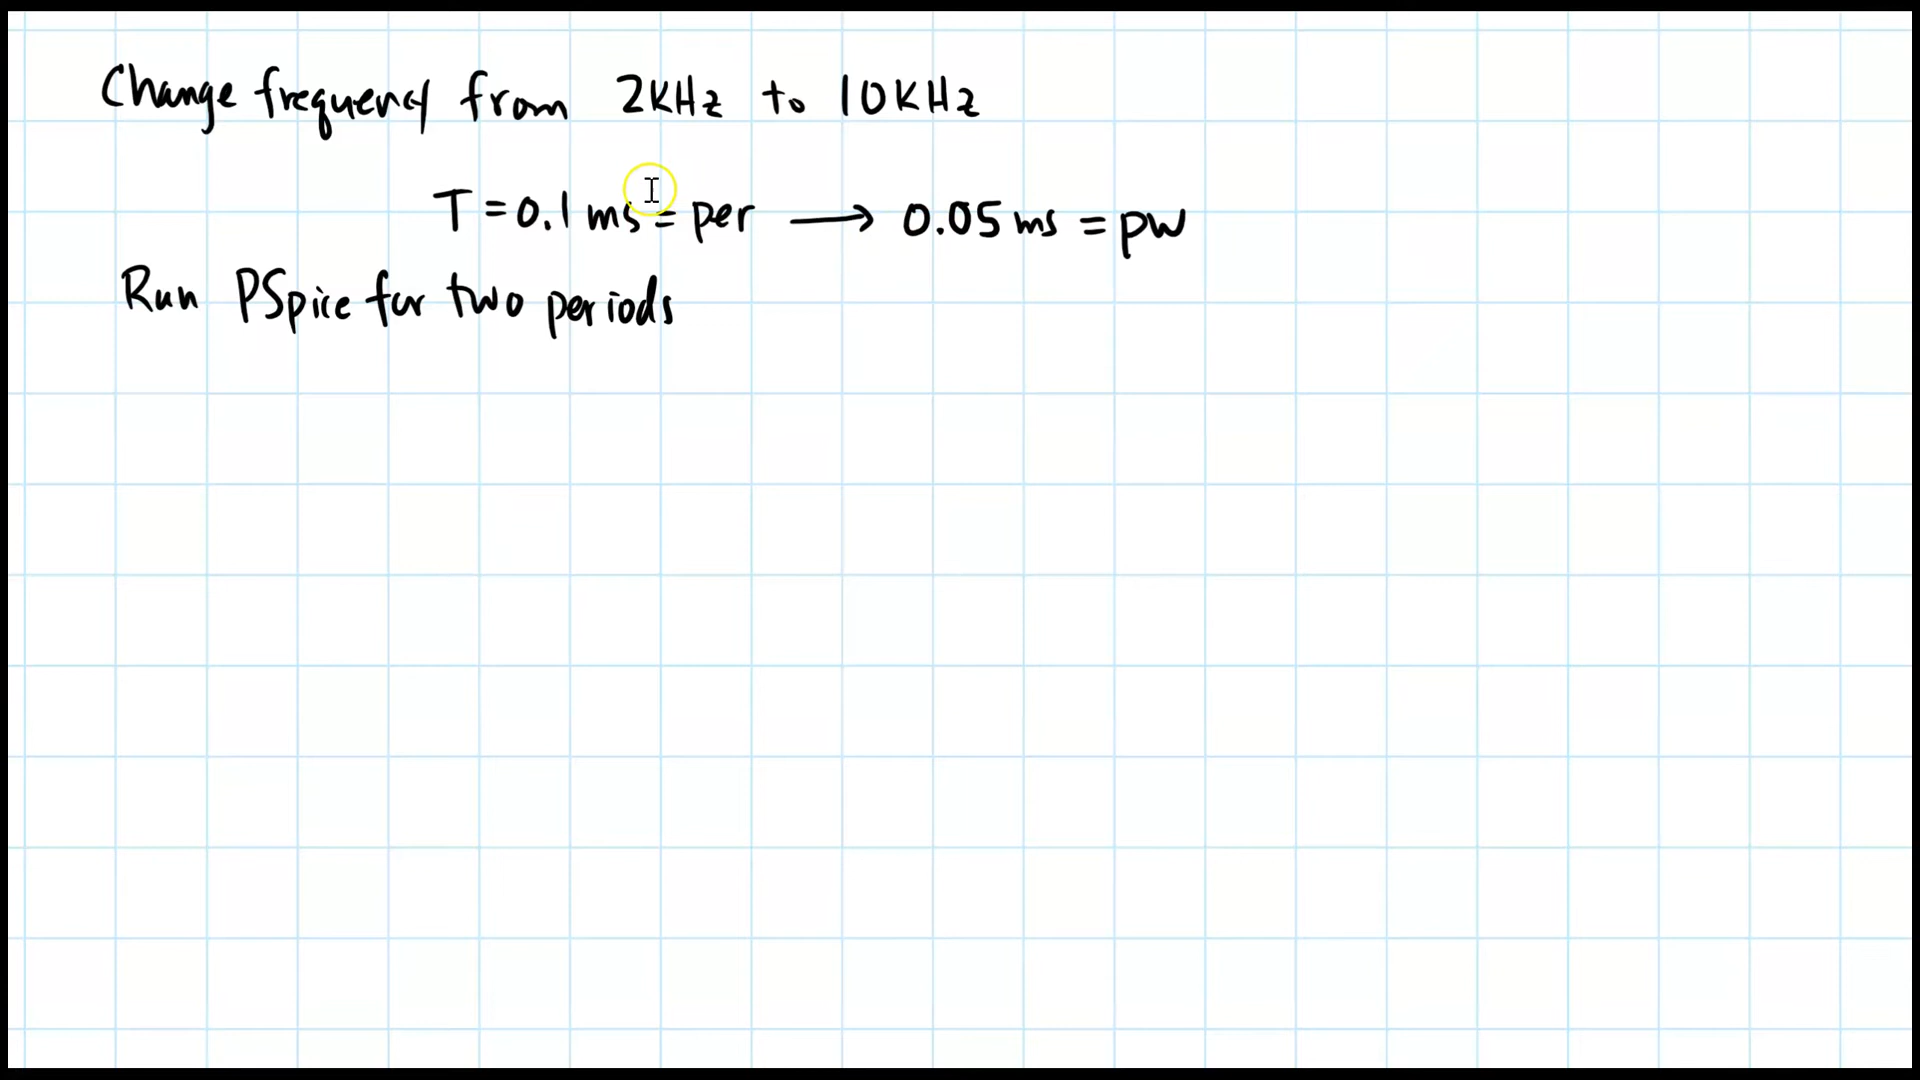 Change frequency from 2KHz to 10KHz
T = 0.1 ms = per → 0.05 ms = pw
Run PSpice for two periods